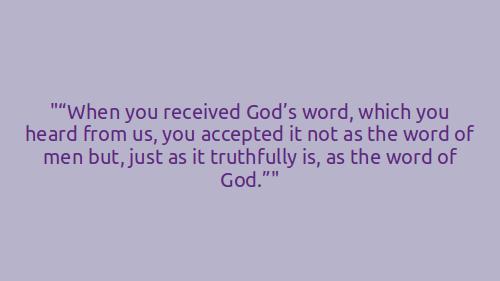 "“When you received God’s word, which you
heard from us, you accepted it not as the word of
men but, just as it truthfully is, as the word of
God.”"